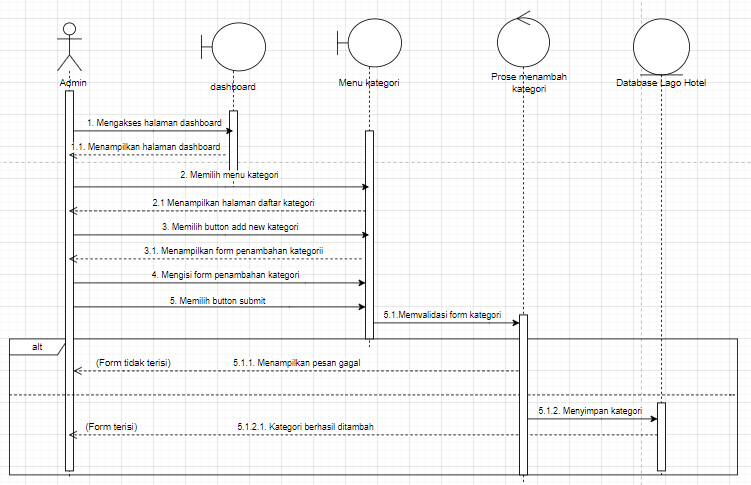 Admin
dashboard
Menu kategori
Prose menambah
kategori
Database Lago Hotel
1. Mengakses halaman dashboard
1.1. Menampilkan halaman dashboard
2. Memilih menu kategori
2.1 Menampilkan halaman daftar kategori
3. Memilih button add new kategori
3.1. Menampilkan form penambahan kategorii
4. Mengisi form penambahan kategori
5. Memilih button submit
5.1.Memvalidasi form kategori
alt
(Form tidak terisi) 5.1.1. Menampilkan pesan gagal
5.1.2. Menyimpan kategori
(Form terisi) 5.1.2.1. Kategori berhasil ditambah